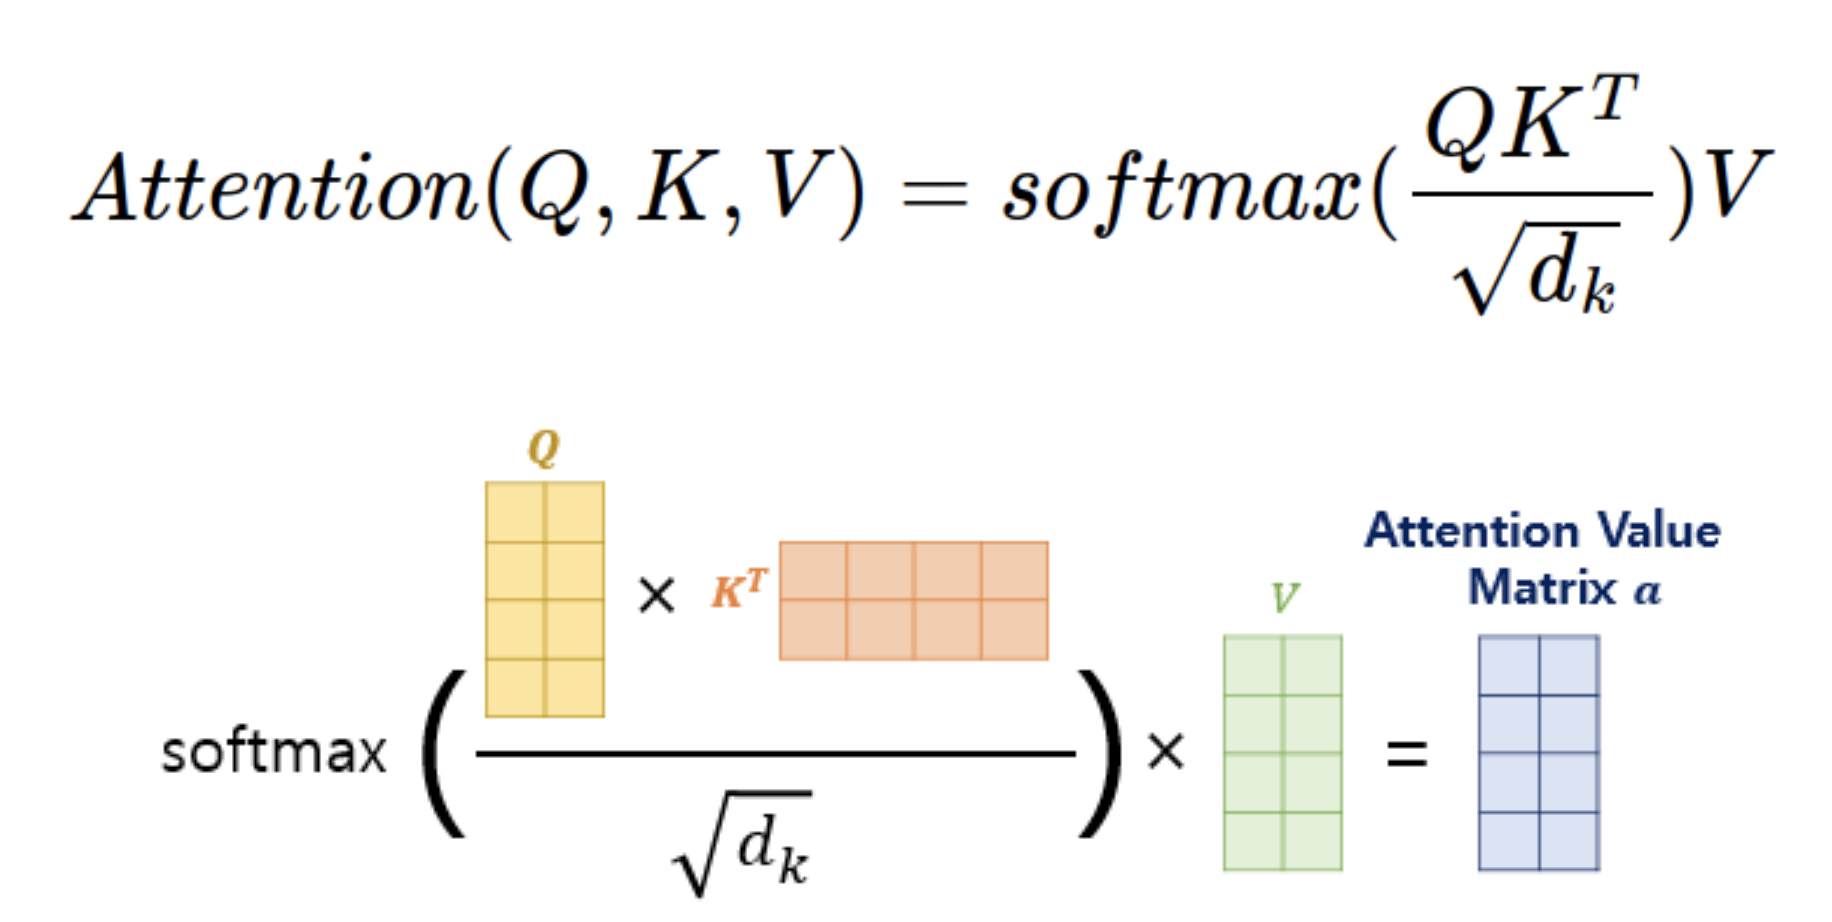 Attention(Q, K, V) = softmax(QK^T / √d_k)V
Q
× K^T
Attention Value
Matrix a
V
softmax ( / √d_k ) × =